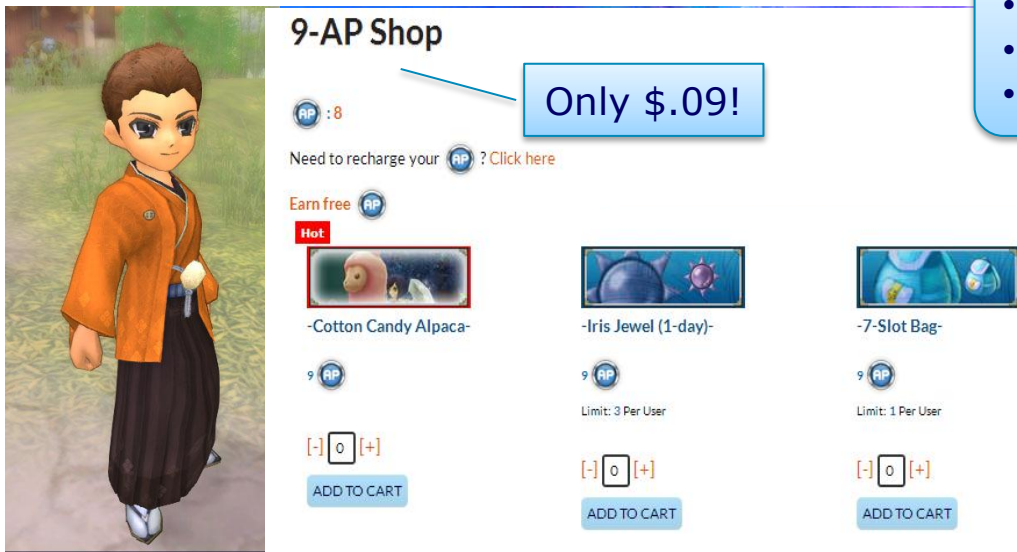 9-AP Shop
Only $.09!
AP : 8
Need to recharge your AP ? Click here
Earn free AP
Hot
-Cotton Candy Alpaca-
-Iris Jewel (1-day)-
-7-Slot Bag-
9 AP
9 AP
9 AP
Limit: 3 Per User
Limit: 1 Per User
[-] 0 [+]
[-] 0 [+]
[-] 0 [+]
ADD TO CART
ADD TO CART
ADD TO CART